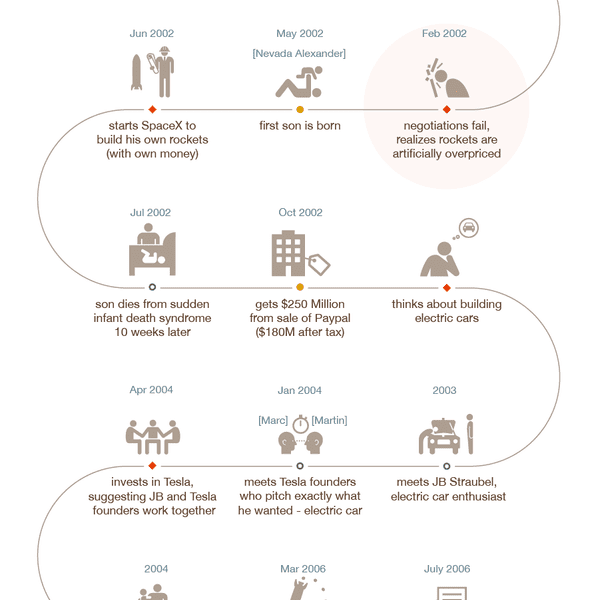 Jun 2002
May 2002
Feb 2002
[Nevada Alexander]
starts SpaceX to
build his own rockets
(with own money)
first son is born
negotiations fail,
realizes rockets are
artificially overpriced
Jul 2002
Oct 2002
son dies from sudden
infant death syndrome
10 weeks later
gets $250 Million
from sale of Paypal
($180M after tax)
thinks about building
electric cars
Apr 2004
Jan 2004
2003
[Marc]
[Martin]
invests in Tesla,
suggesting JB and Tesla
founders work together
meets Tesla founders
who pitch exactly what
he wanted - electric car
meets JB Straubel,
electric car enthusiast
2004
Mar 2006
July 2006